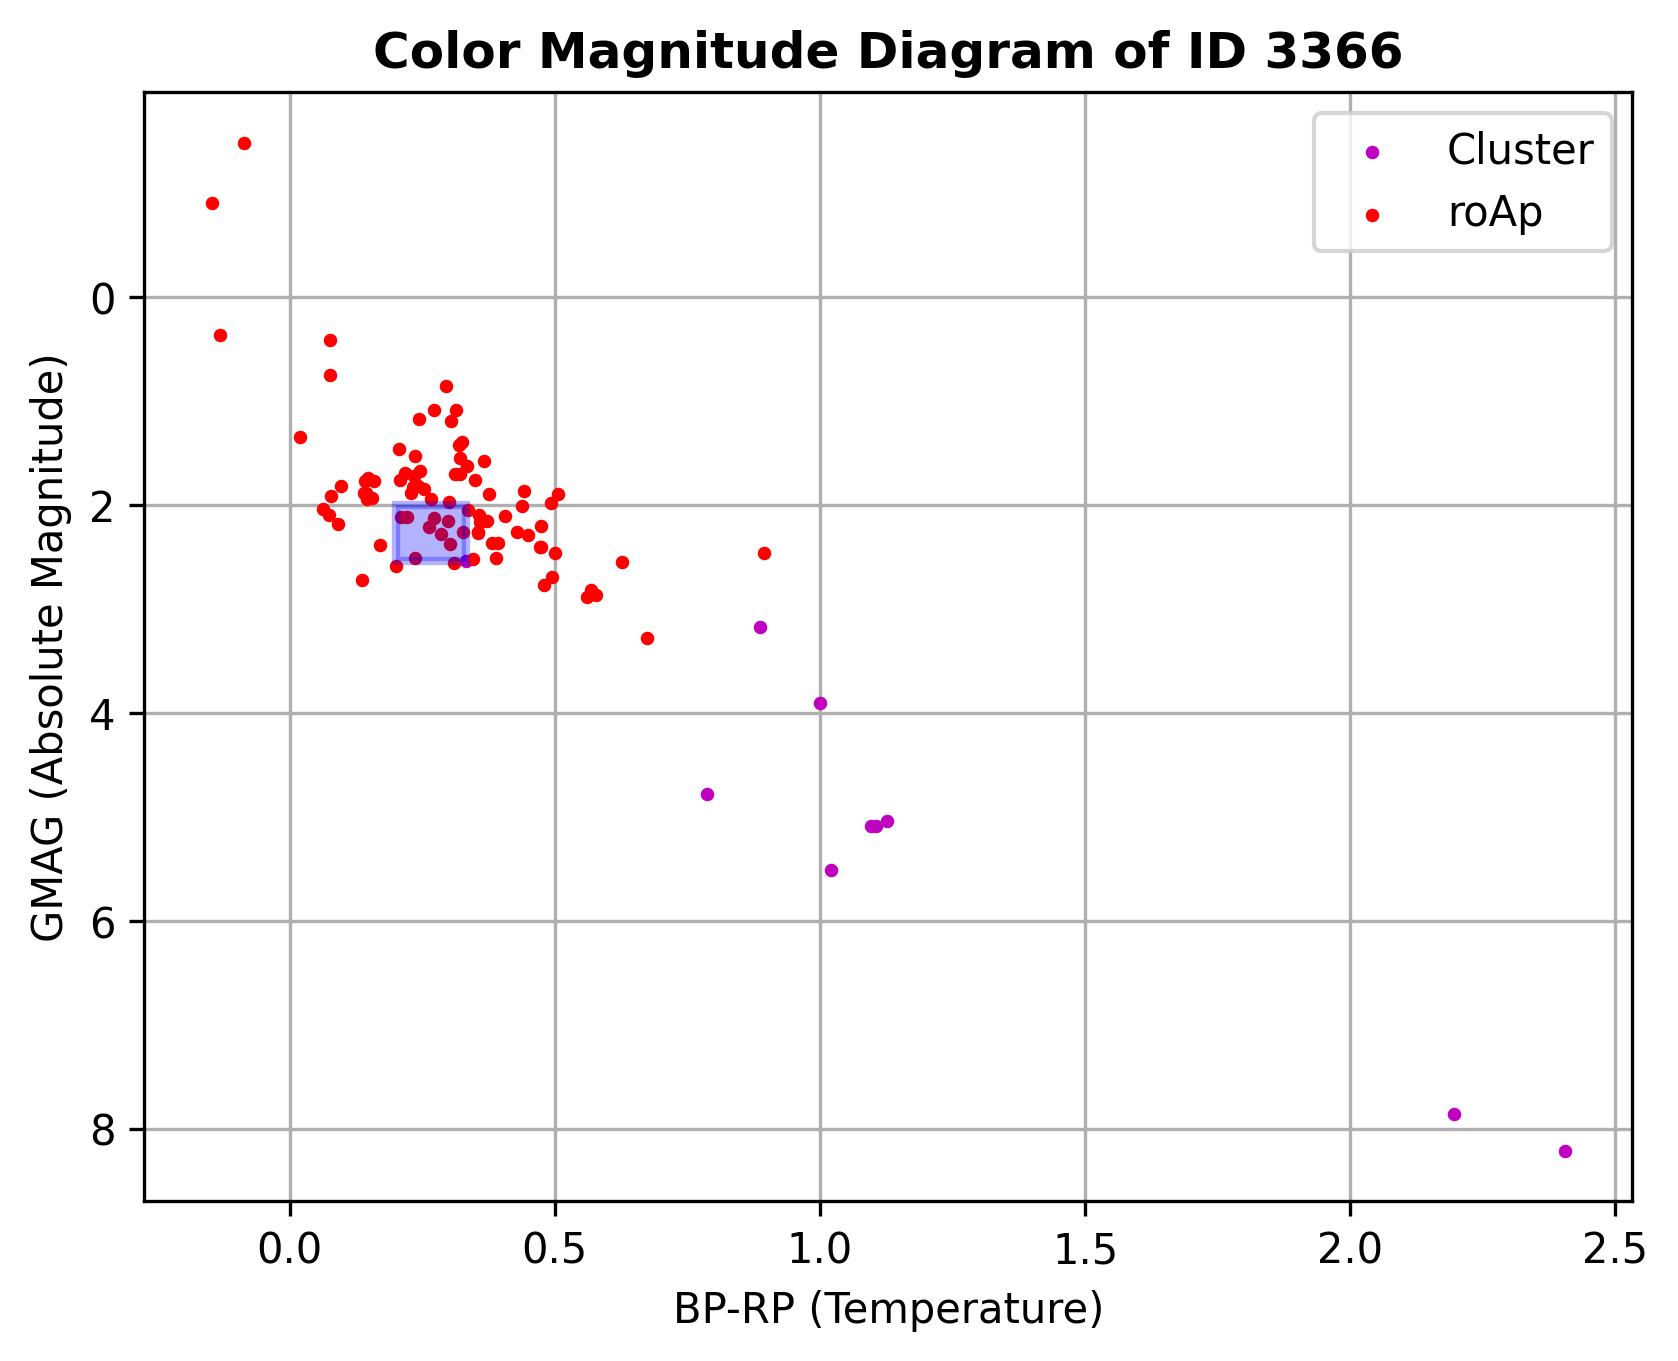 Color Magnitude Diagram of ID 3366
Cluster
roAp
GMAG (Absolute Magnitude)
0
2
4
6
8
0.0 0.5 1.0 1.5 2.0 2.5
BP-RP (Temperature)